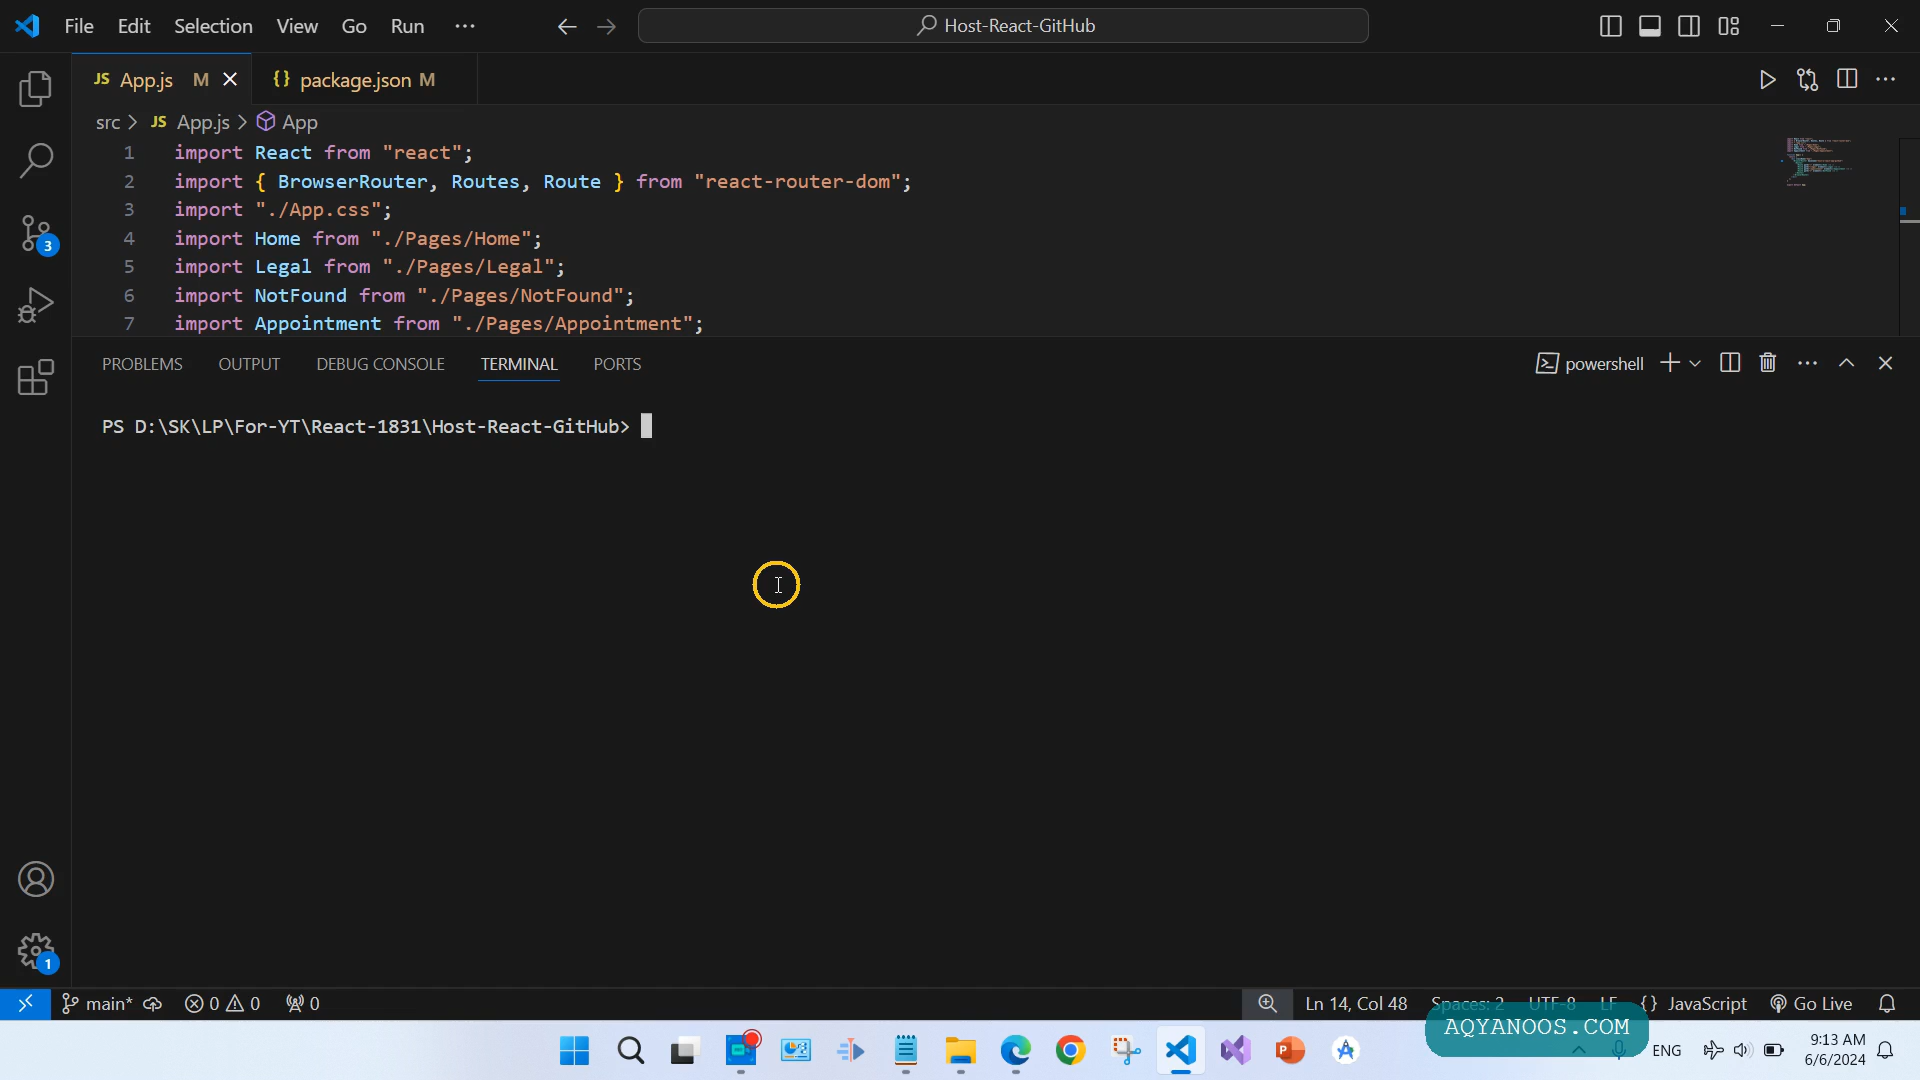 File Edit Selection View Go Run ···
Host-React-GitHub
JS App.js M
{} package.json M
src > JS App.js > App
1 import React from "react";
2 import { BrowserRouter, Routes, Route } from "react-router-dom";
3 import "./App.css";
4 import Home from "./Pages/Home";
5 import Legal from "./Pages/Legal";
6 import NotFound from "./Pages/NotFound";
7 import Appointment from "./Pages/Appointment";
3
PROBLEMS OUTPUT DEBUG CONSOLE TERMINAL PORTS
powershell
PS D:\SK\LP\For-YT\React-1831\Host-React-GitHub>
1
main* 0 0 0
Ln 14, Col 48 Spaces: 2 UTF-8 LF {} JavaScript Go Live
AQYANOOS.COM
ENG
9:13 AM
6/6/2024